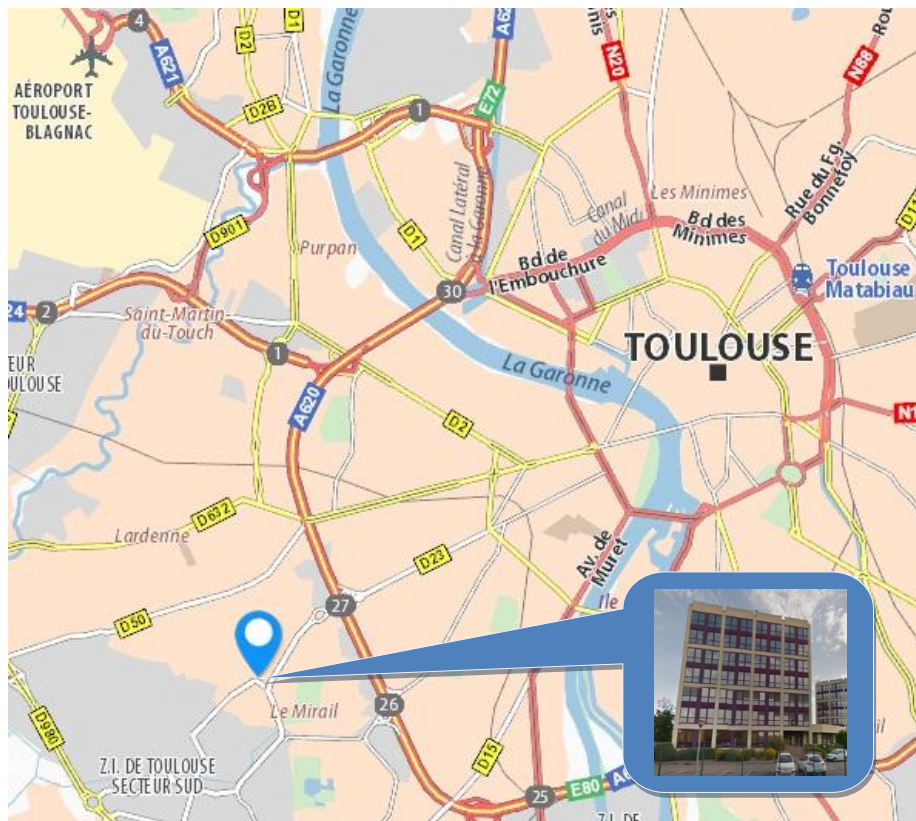 4
A621
D2
D1
La Garonne
A62
nis
N20
N88
Rou
AÉROPORT
TOULOUSE-
BLAGNAC
D2B
1
E72
Canal Latéral
à la Garonne
Canal
du Midi
Les Minimes
Bd des
Minimes
Rue du Fg.
Bonnefoy
D901
Purpan
D1
Bd de
l'Embouchure
30
Toulouse
Matabiau
24
2
Saint-Martin-
du-Touch
1
TOULOUSE
EUR
OULOUSE
La Garonne
A620
D2
N1
D632
Lardenne
Av. de
Muret
D23
27
Ile
D50
Le Mirail
26
D980
Z.I. DE TOULOUSE
SECTEUR SUD
D15
25
E80
A6
Z.I. DE
il